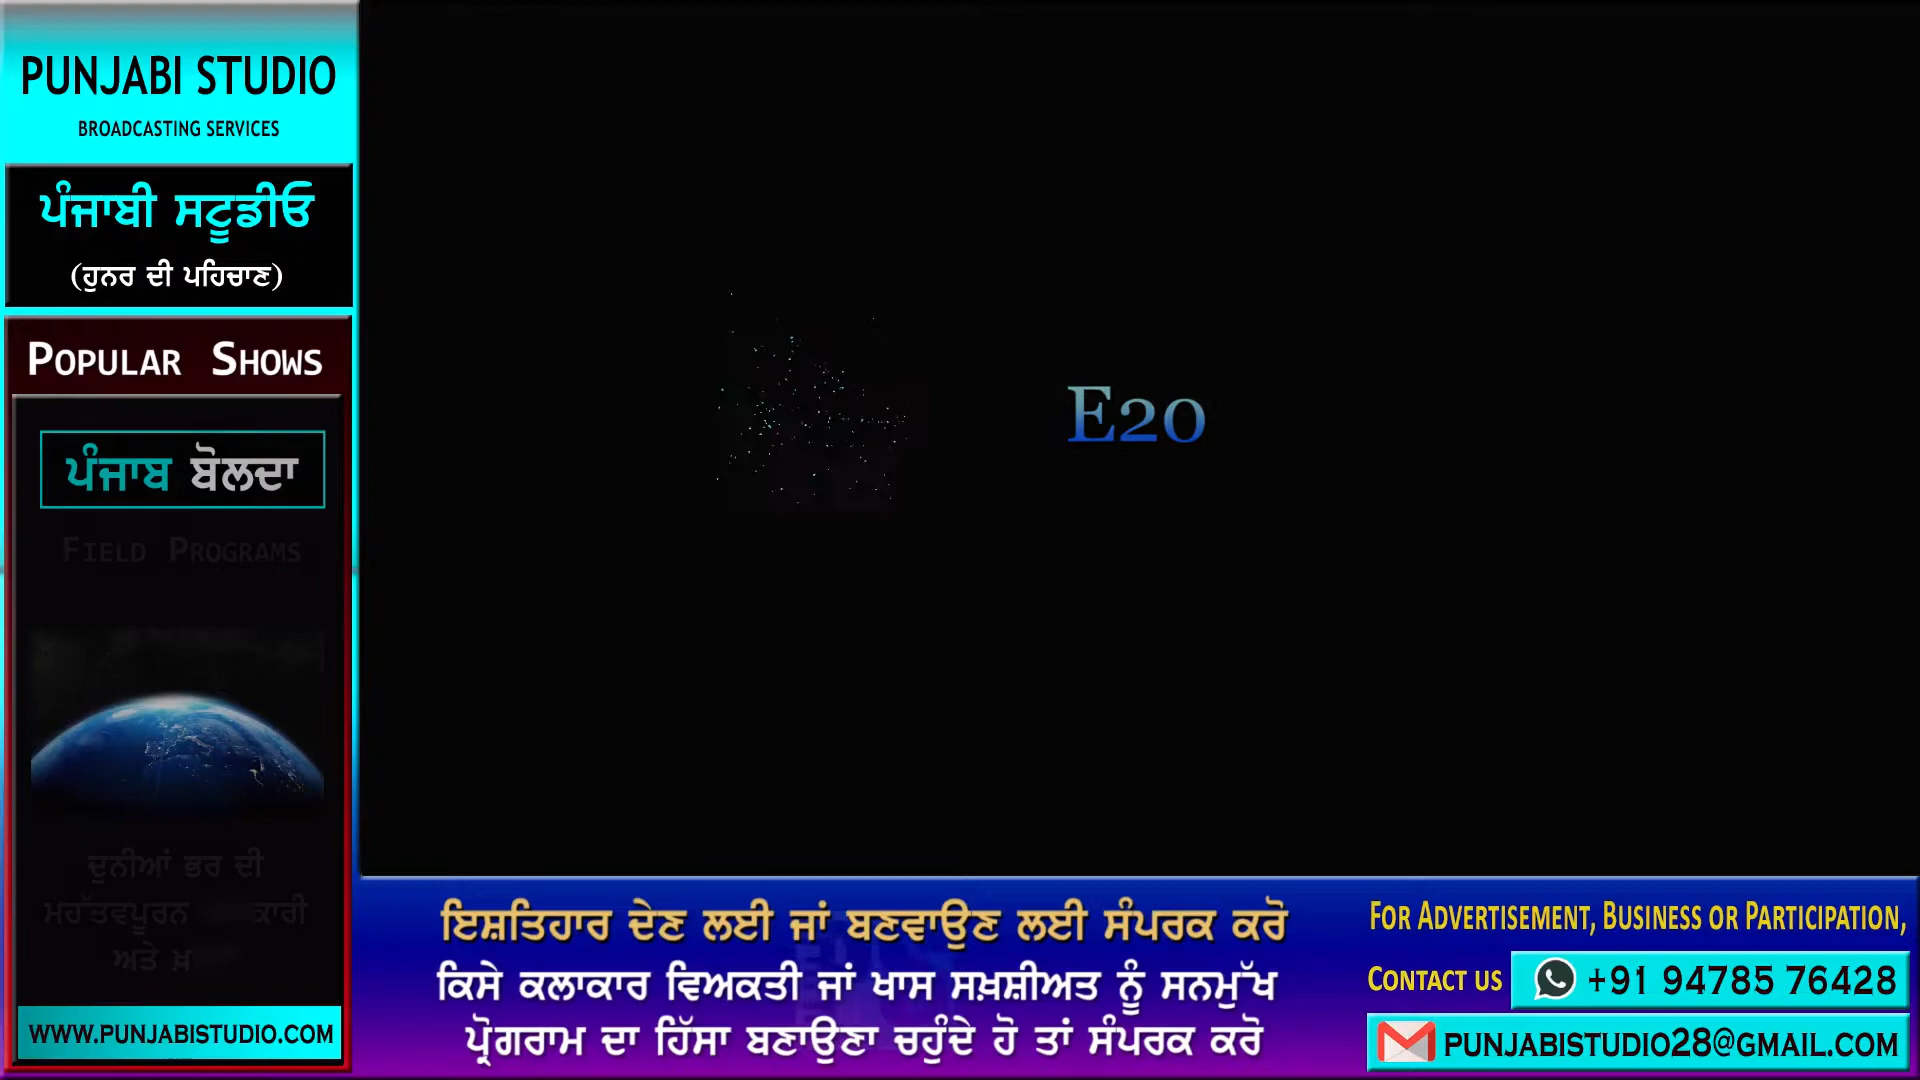 PUNJABI STUDIO
BROADCASTING SERVICES
ਪੰਜਾਬੀ ਸਟੂਡੀਓ
(ਹੁਨਰ ਦੀ ਪਹਿਚਾਣ)
POPULAR SHOWS
ਪੰਜਾਬ ਬੋਲਦਾ
FIELD PROGRAMS
ਦੁਨੀਆਂ ਭਰ ਦੀ
ਮਹੱਤਵਪੂਰਨ
ਅਤੇ
WWW.PUNJABISTUDIO.COM
E20
ਇਸ਼ਤਿਹਾਰ ਦੇਣ ਲਈ ਜਾਂ ਬਣਵਾਉਣ ਲਈ ਸੰਪਰਕ ਕਰੋ
ਕਿਸੇ ਕਲਾਕਾਰ ਵਿਅਕਤੀ ਜਾਂ ਖਾਸ ਸਖ਼ਸ਼ੀਅਤ ਨੂੰ ਸਨਮੁੱਖ
ਪ੍ਰੋਗਰਾਮ ਦਾ ਹਿੱਸਾ ਬਣਾਉਣਾ ਚਹੁੰਦੇ ਹੋ ਤਾਂ ਸੰਪਰਕ ਕਰੋ
FOR ADVERTISEMENT, BUSINESS OR PARTICIPATION,
CONTACT US +91 94785 76428
PUNJABISTUDIO28@GMAIL.COM